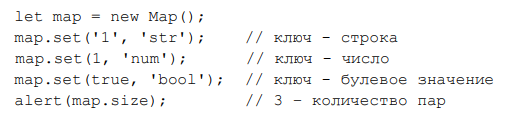 let map = new Map();
map.set('1', 'str');    // ключ – строка
map.set(1, 'num');      // ключ – число
map.set(true, 'bool');  // ключ – булевое значение
alert(map.size);        // 3 – количество пар